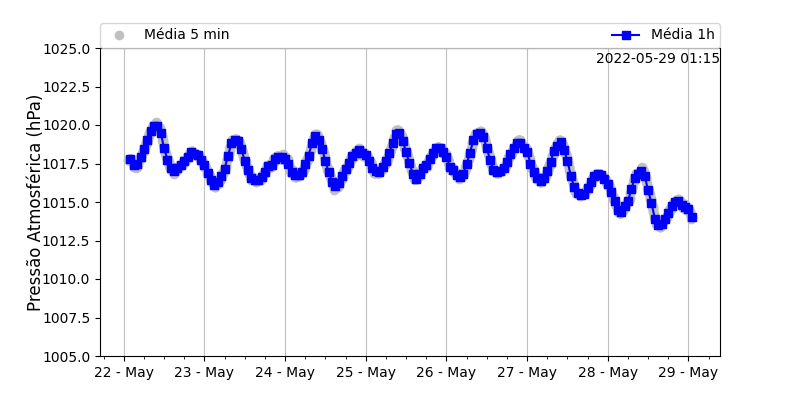 Média 5 min
Média 1h
2022-05-29 01:15
Pressão Atmosférica (hPa)
1025.0
1022.5
1020.0
1017.5
1015.0
1012.5
1010.0
1007.5
1005.0
22 - May 23 - May 24 - May 25 - May 26 - May 27 - May 28 - May 29 - May